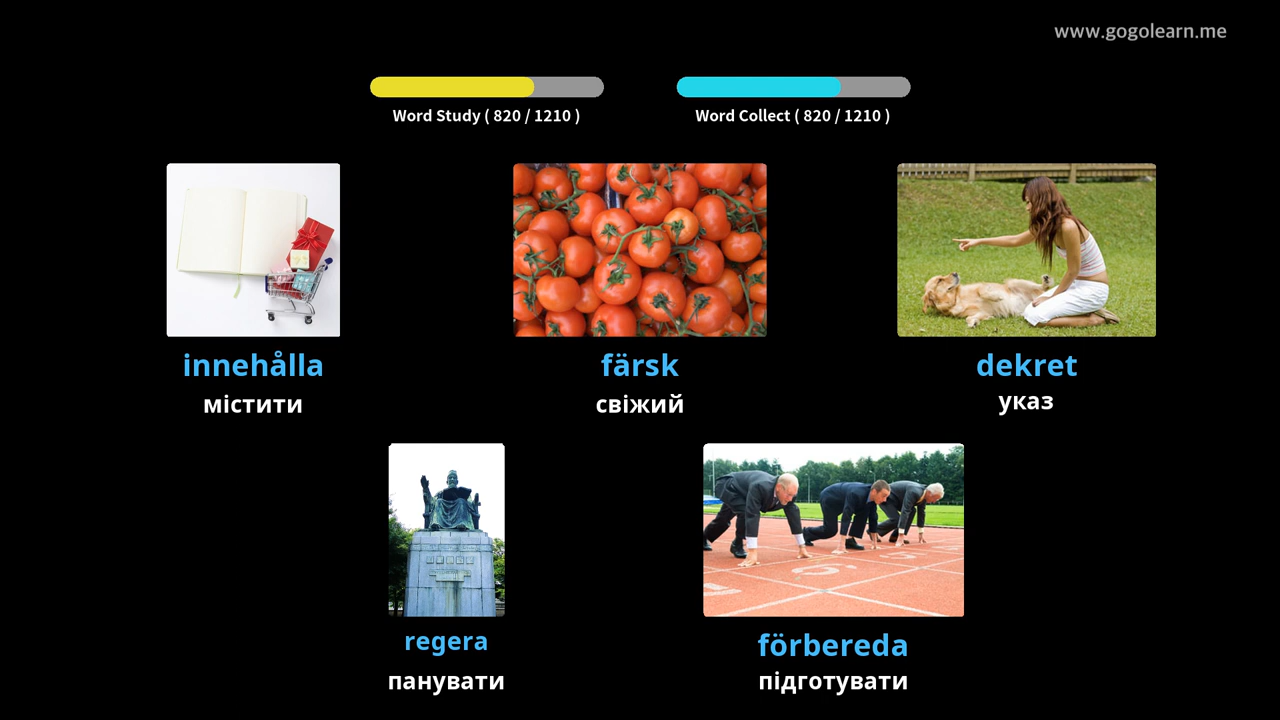 www.gogolearn.me
Word Study ( 820 / 1210 )
Word Collect ( 820 / 1210 )
innehålla
färsk
dekret
містити
свіжий
указ
regera
förbereda
панувати
підготувати